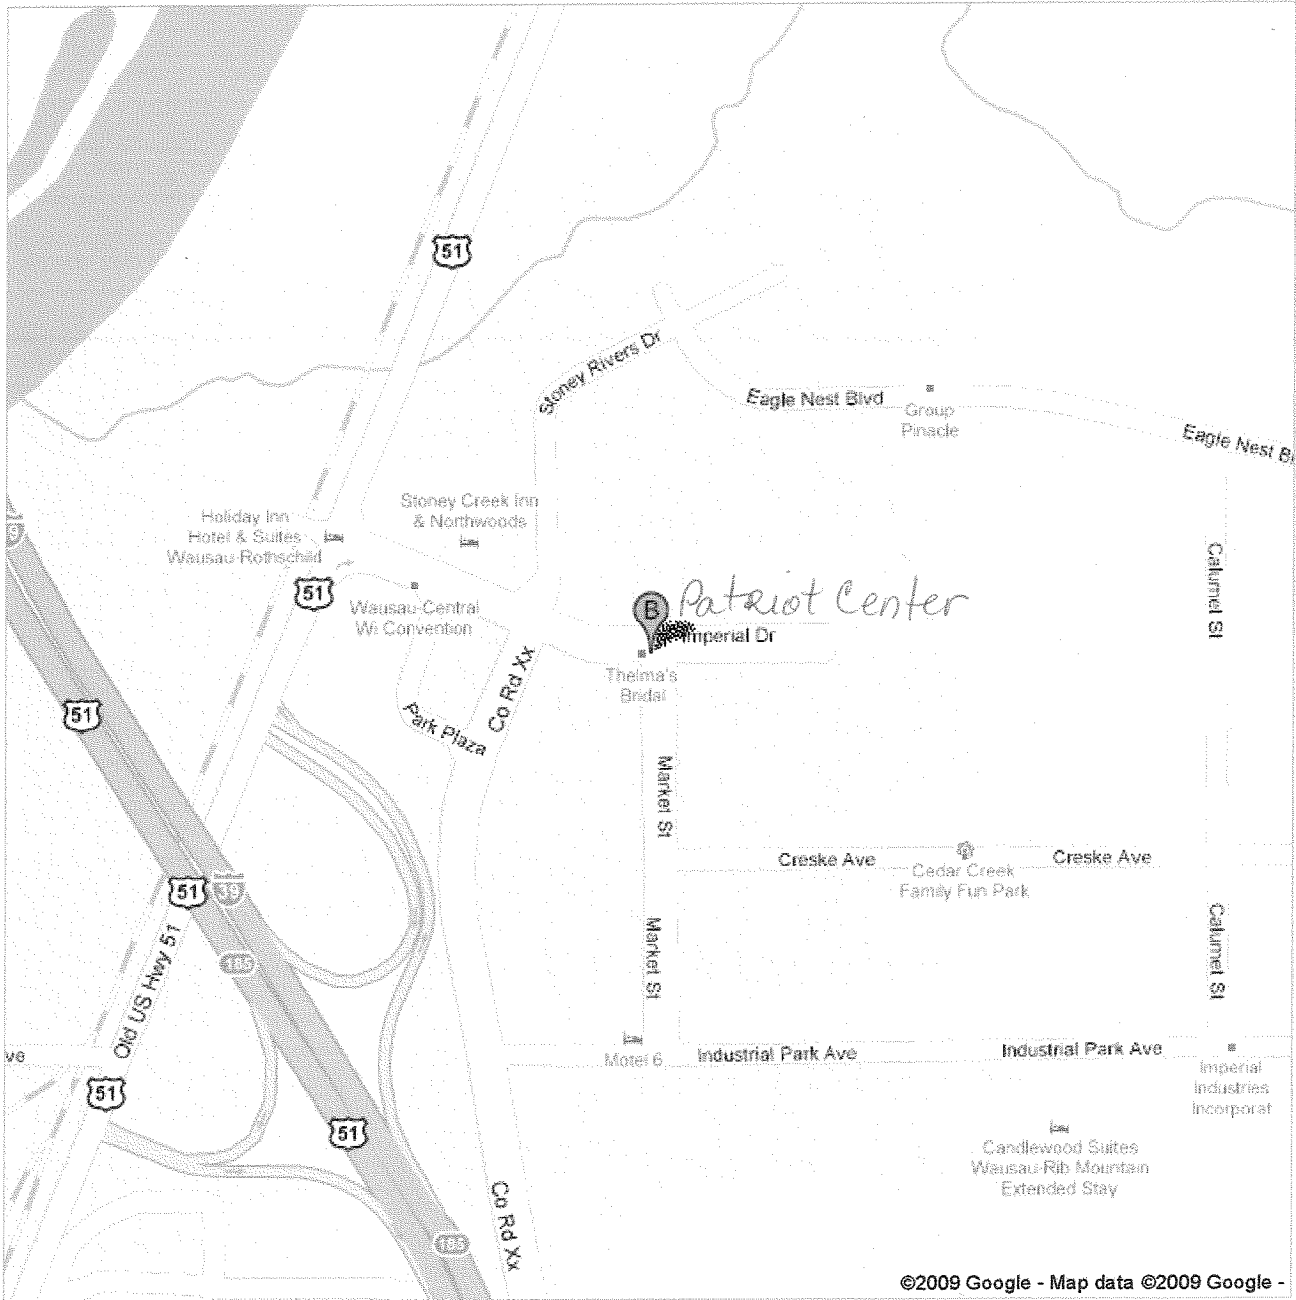 51
Stoney Rivers Dr
Eagle Nest Blvd
Group
Pinacle
Eagle Nest Bl
Holiday Inn
Hotel & Suites
Wausau-Rothschild
Stoney Creek Inn
& Northwoods
9
51
Wausau-Central
Wi Convention
B
Patriot Center
Imperial Dr
Calumet St
Thelma's
Bridal
Co Rd Xx
Park Plaza
51
Market St
Creske Ave
Creske Ave
Cedar Creek
Family Fun Park
51
39
185
Old US Hwy 51
Market St
Calumet St
ve
Motel 6
Industrial Park Ave
Industrial Park Ave
Imperial
Industries
Incorporat
51
51
Candlewood Suites
Wausau-Rib Mountain
Extended Stay
Co Rd Xx
185
©2009 Google - Map data ©2009 Google -